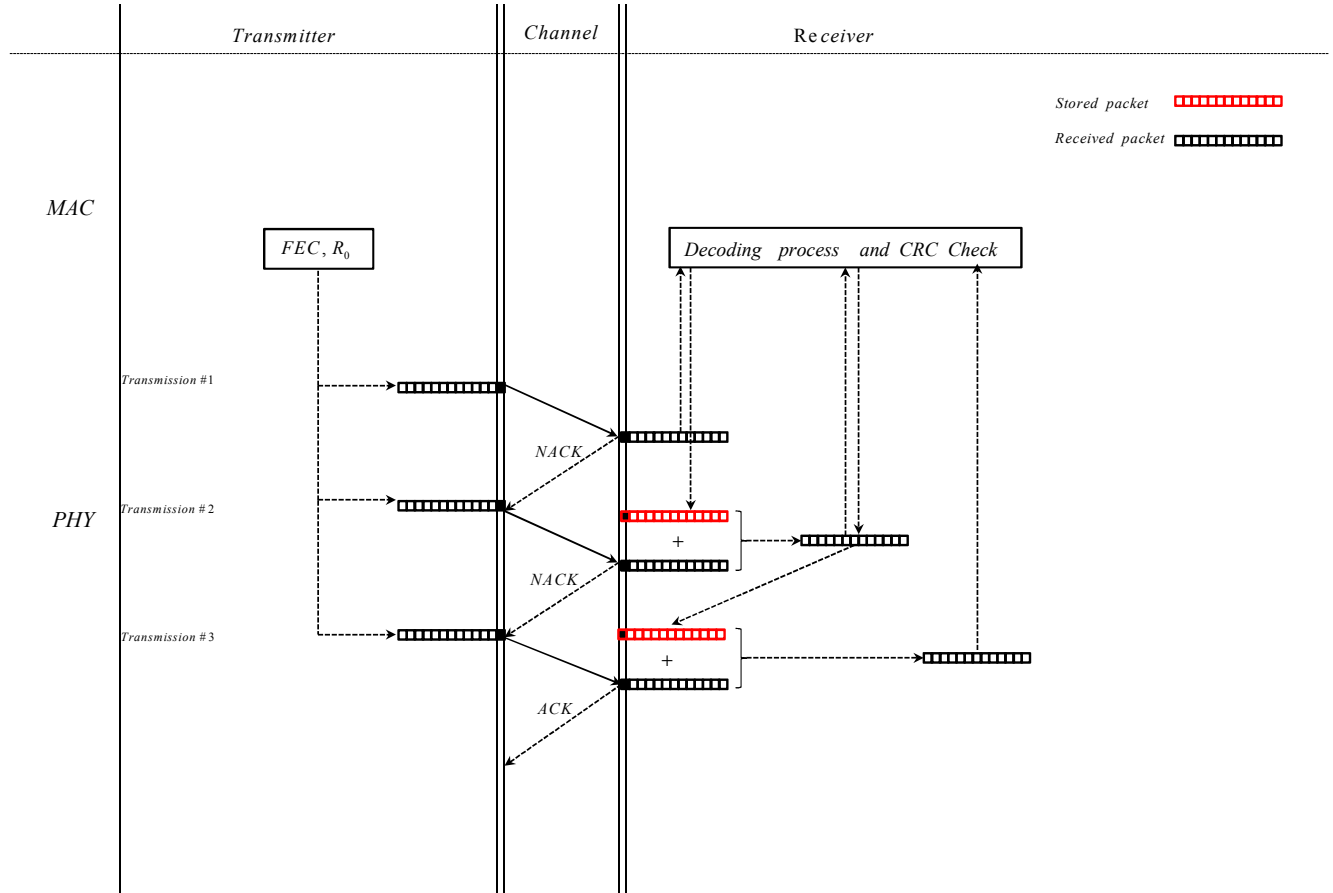 Transmitter
Channel
Receiver
Stored packet
Received packet
MAC
FEC, R₀
Decoding process and CRC Check
Transmission #1
NACK
Transmission #2
PHY
+
NACK
Transmission #3
+
ACK